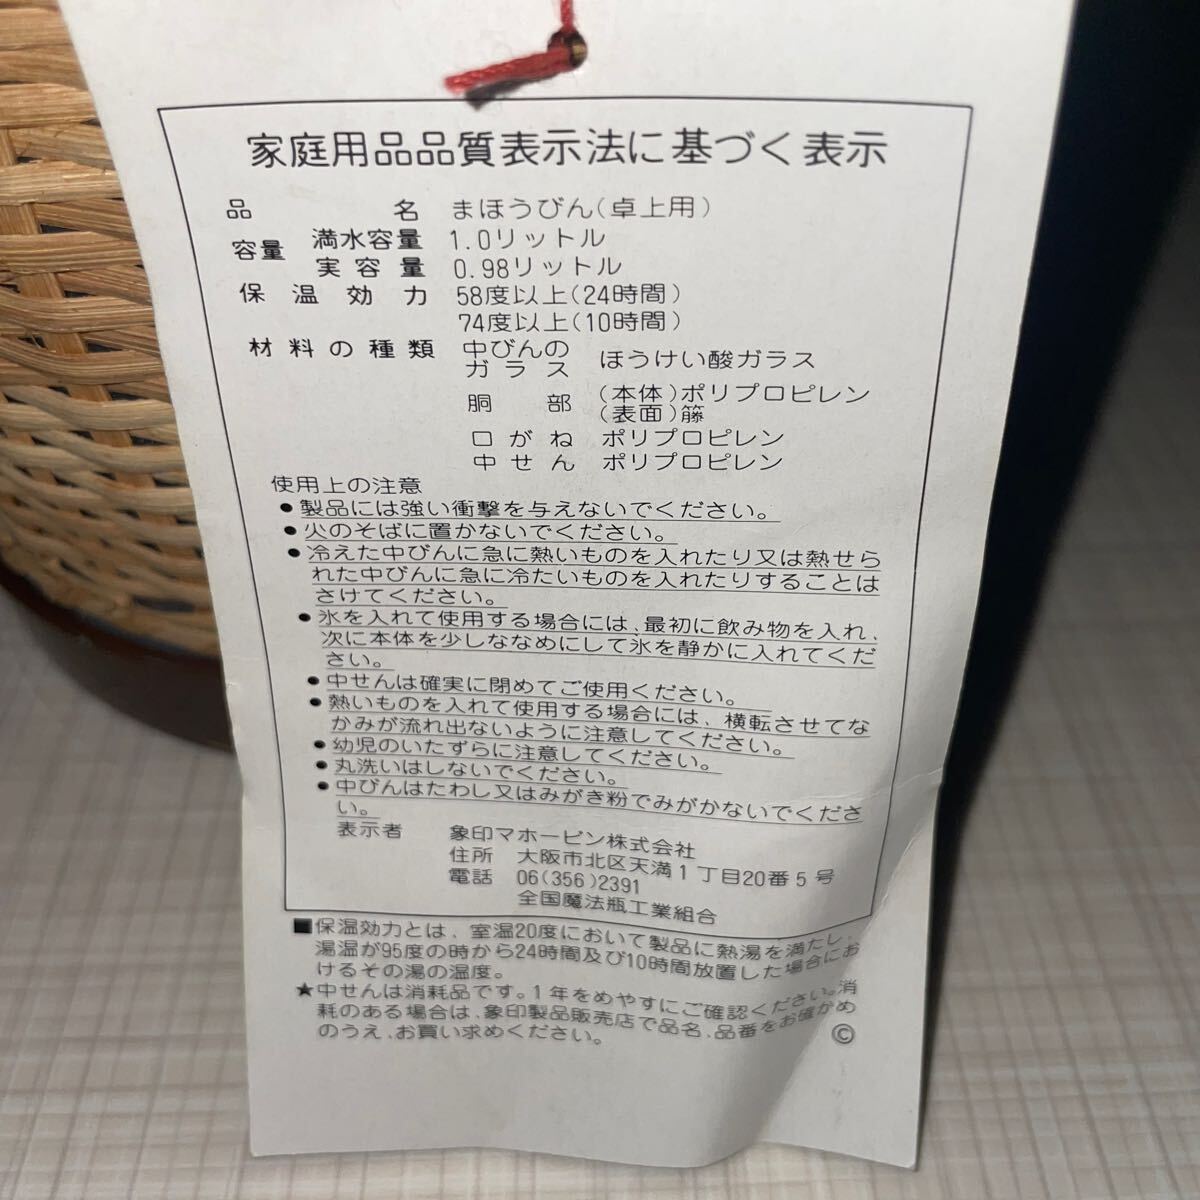 家庭用品品質表示法に基づく表示
品名 まほうびん(卓上用)
容量 満水容量 1.0リットル
実容量 0.98リットル
保温効力 58度以上(24時間)
74度以上(10時間)
材料の種類 中びんのガラス ほうけい酸ガラス
胴部 (本体)ポリプロピレン
(表面)籐
口がね ポリプロピレン
中せん ポリプロピレン
使用上の注意
●製品には強い衝撃を与えないでください。
●火のそばに置かないでください。
●冷えた中びんに急に熱いものを入れたり又は熱せら
れた中びんに急に冷たいものを入れたりすることは
さけてください。
●氷を入れて使用する場合には、最初に飲み物を入れ、
次に本体を少しななめにして氷を静かに入れてくだ
さい。
●中せんは確実に閉めてご使用ください。
●熱いものを入れて使用する場合には、横転させてな
かみが流れ出ないように注意してください。
●幼児のいたずらに注意してください。
●丸洗いはしないでください。
●中びんはたわし又はみがき粉でみがかないでくださ
い。
表示者 象印マホービン株式会社
住所 大阪市北区天満1丁目20番5号
電話 06(356)2391
全国魔法瓶工業組合
■保温効力とは、室温20度において製品に熱湯を満たし、
湯温が95度の時から24時間及び10時間放置した場合にお
けるその湯の温度。
★中せんは消耗品です。1年をめやすにご確認ください。消
耗のある場合は、象印製品販売店で品名、品番をお確かめ
のうえ、お買い求めください。
©